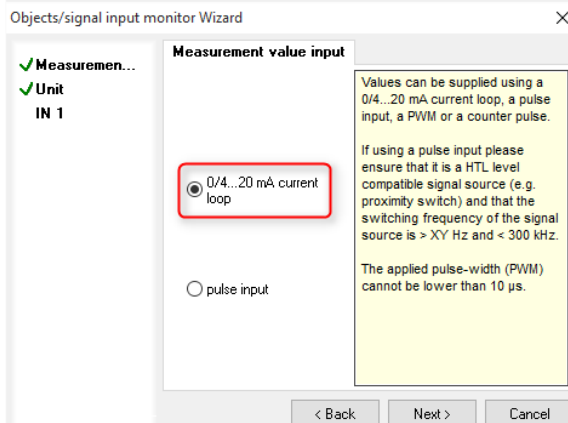 Objects/signal input monitor Wizard
Measuremen...
Unit
IN 1
Measurement value input
0/4...20 mA current
loop
pulse input
Values can be supplied using a
0/4...20 mA current loop, a pulse
input, a PWM or a counter pulse.
If using a pulse input please
ensure that it is a HTL level
compatible signal source (e.g.
proximity switch) and that the
switching frequency of the signal
source is > XY Hz and < 300 kHz.
The applied pulse-width (PWM)
cannot be lower than 10 µs.
< Back
Next >
Cancel